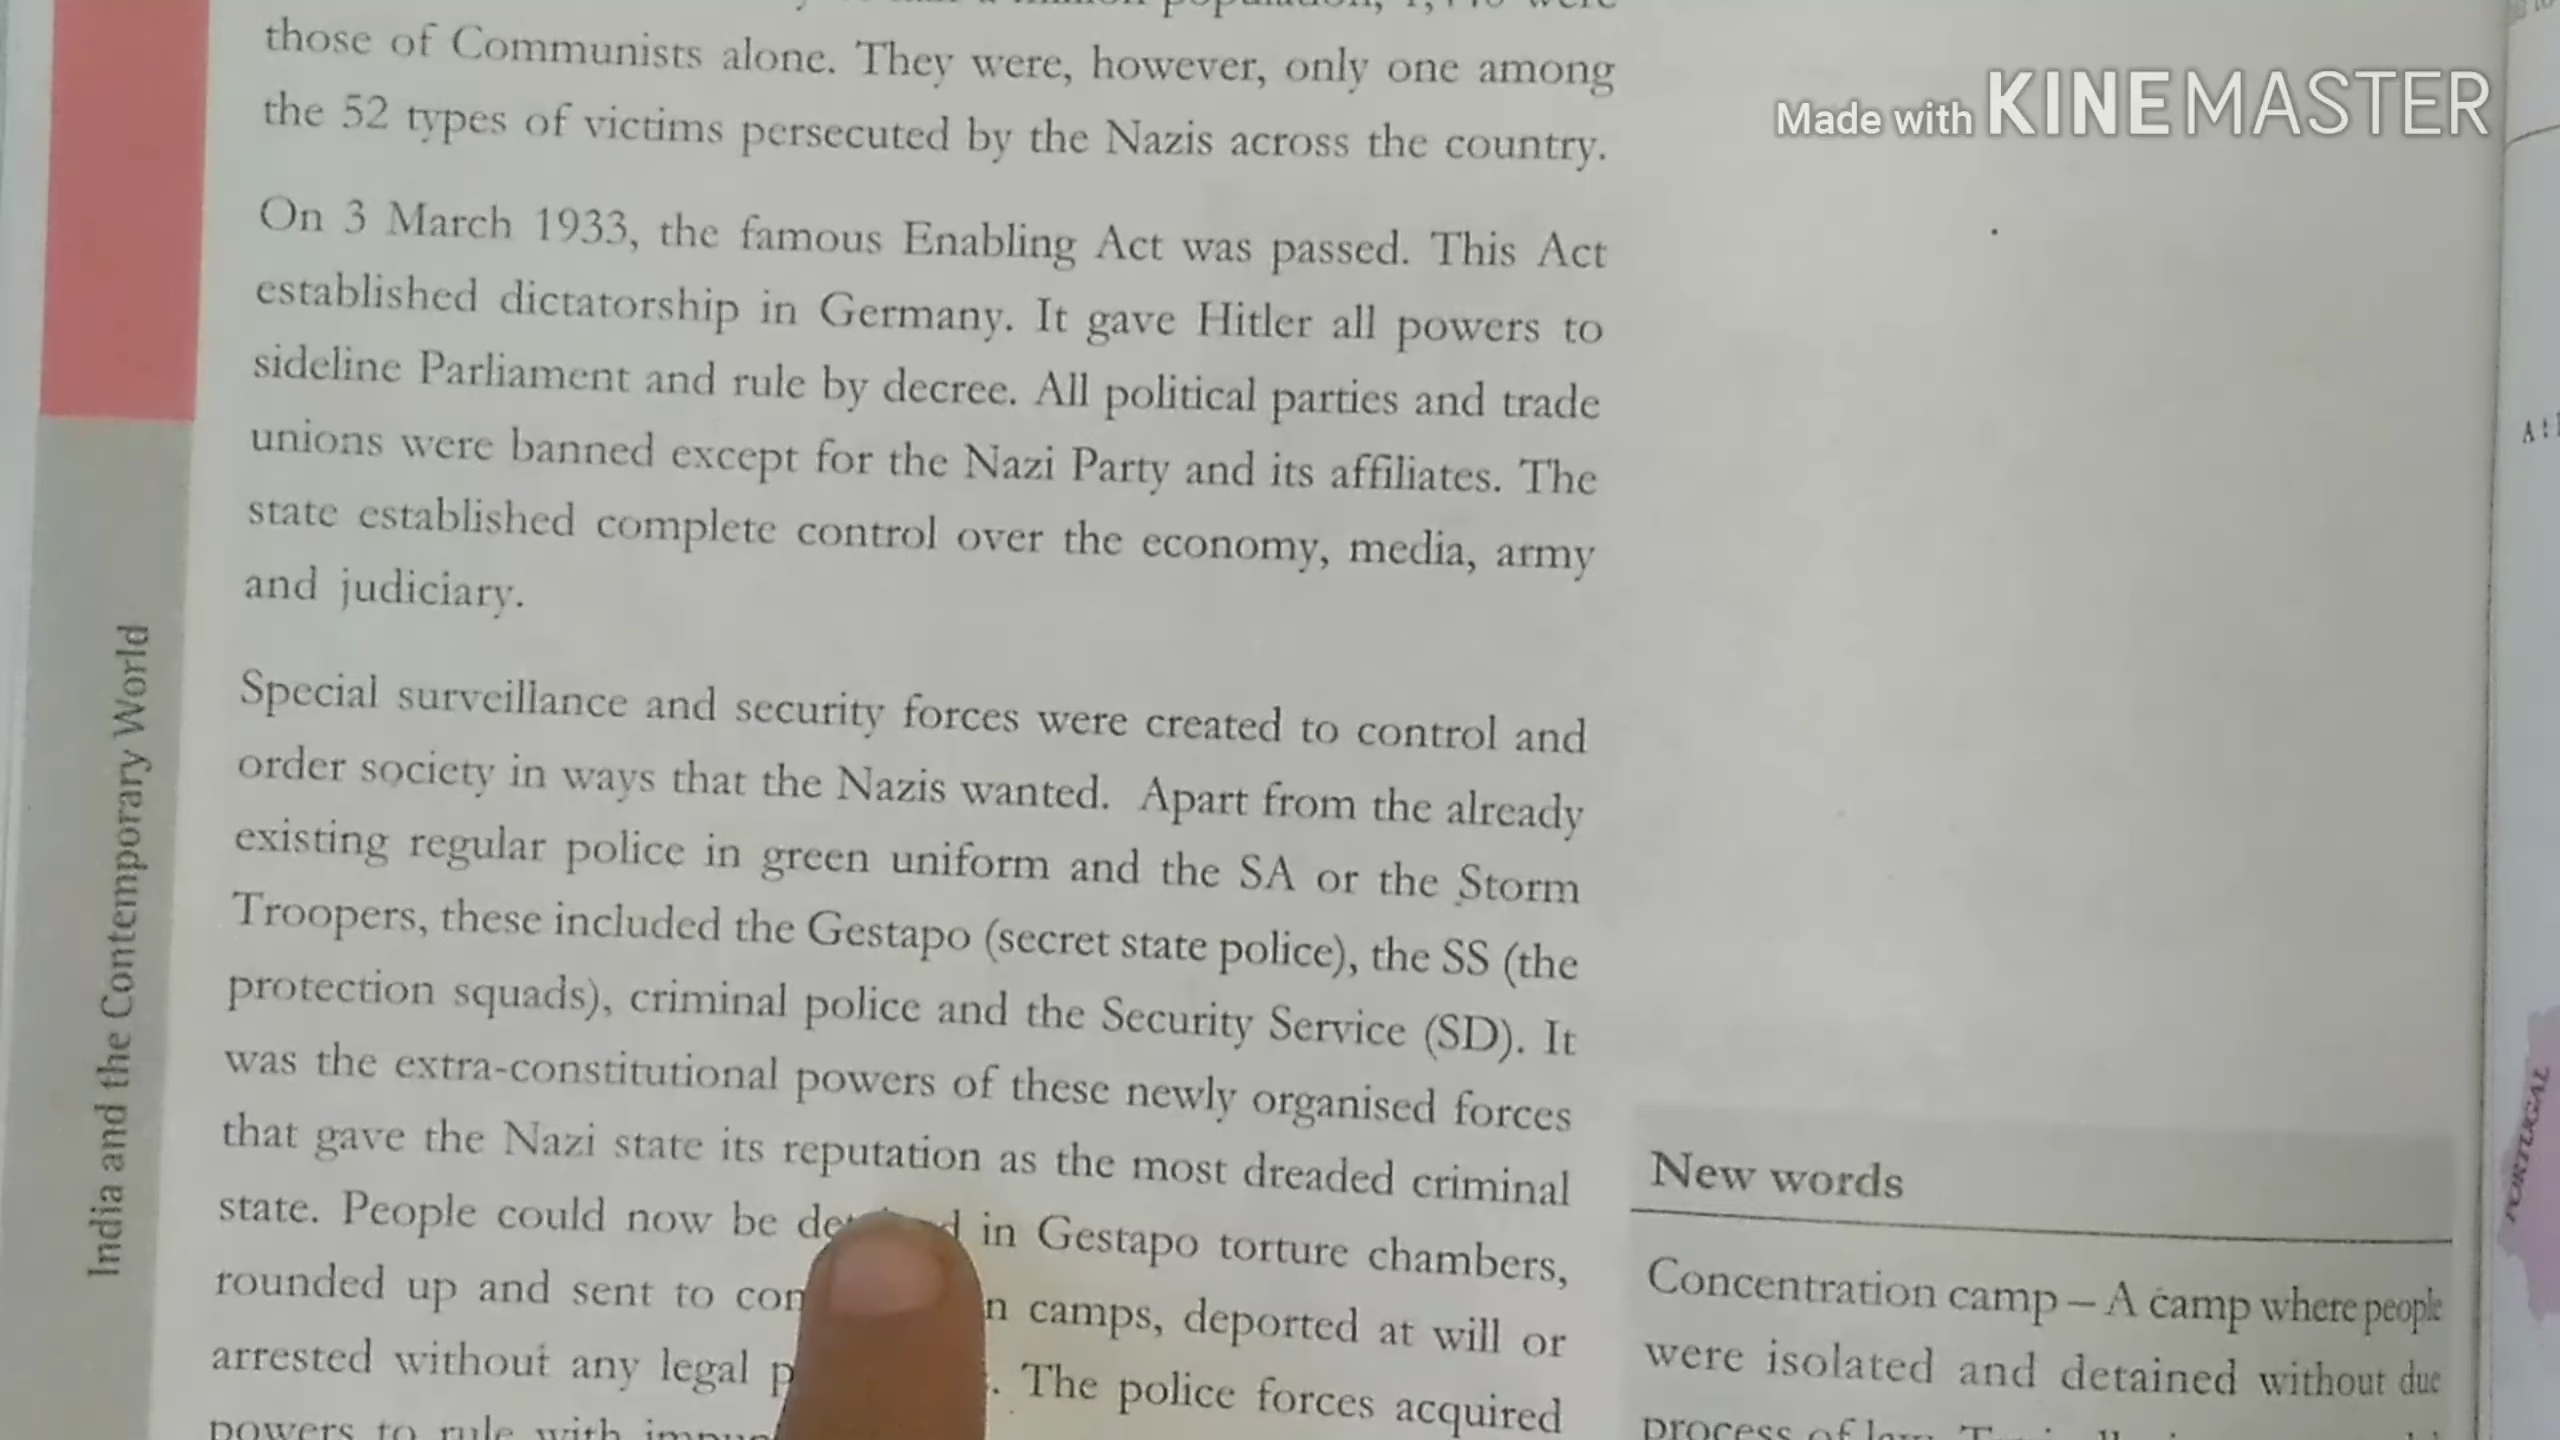 Made with KINEMASTER
those of Communists alone. They were, however, only one among
the 52 types of victims persecuted by the Nazis across the country.
On 3 March 1933, the famous Enabling Act was passed. This Act
established dictatorship in Germany. It gave Hitler all powers to
sideline Parliament and rule by decree. All political parties and trade
unions were banned except for the Nazi Party and its affiliates. The
state established complete control over the economy, media, army
and judiciary.
Special surveillance and security forces were created to control and
order society in ways that the Nazis wanted. Apart from the already
existing regular police in green uniform and the SA or the Storm
Troopers, these included the Gestapo (secret state police), the SS (the
protection squads), criminal police and the Security Service (SD). It
was the extra-constitutional powers of these newly organised forces
that gave the Nazi state its reputation as the most dreaded criminal
state. People could now be in Gestapo torture chambers,
rounded up and sent to camps, deported at will or
arrested without any legal The police forces acquired
powers to rule with
India and the Contemporary World
New words
Concentration camp – A camp where people
were isolated and detained without due
process of law.
PORTUGAL